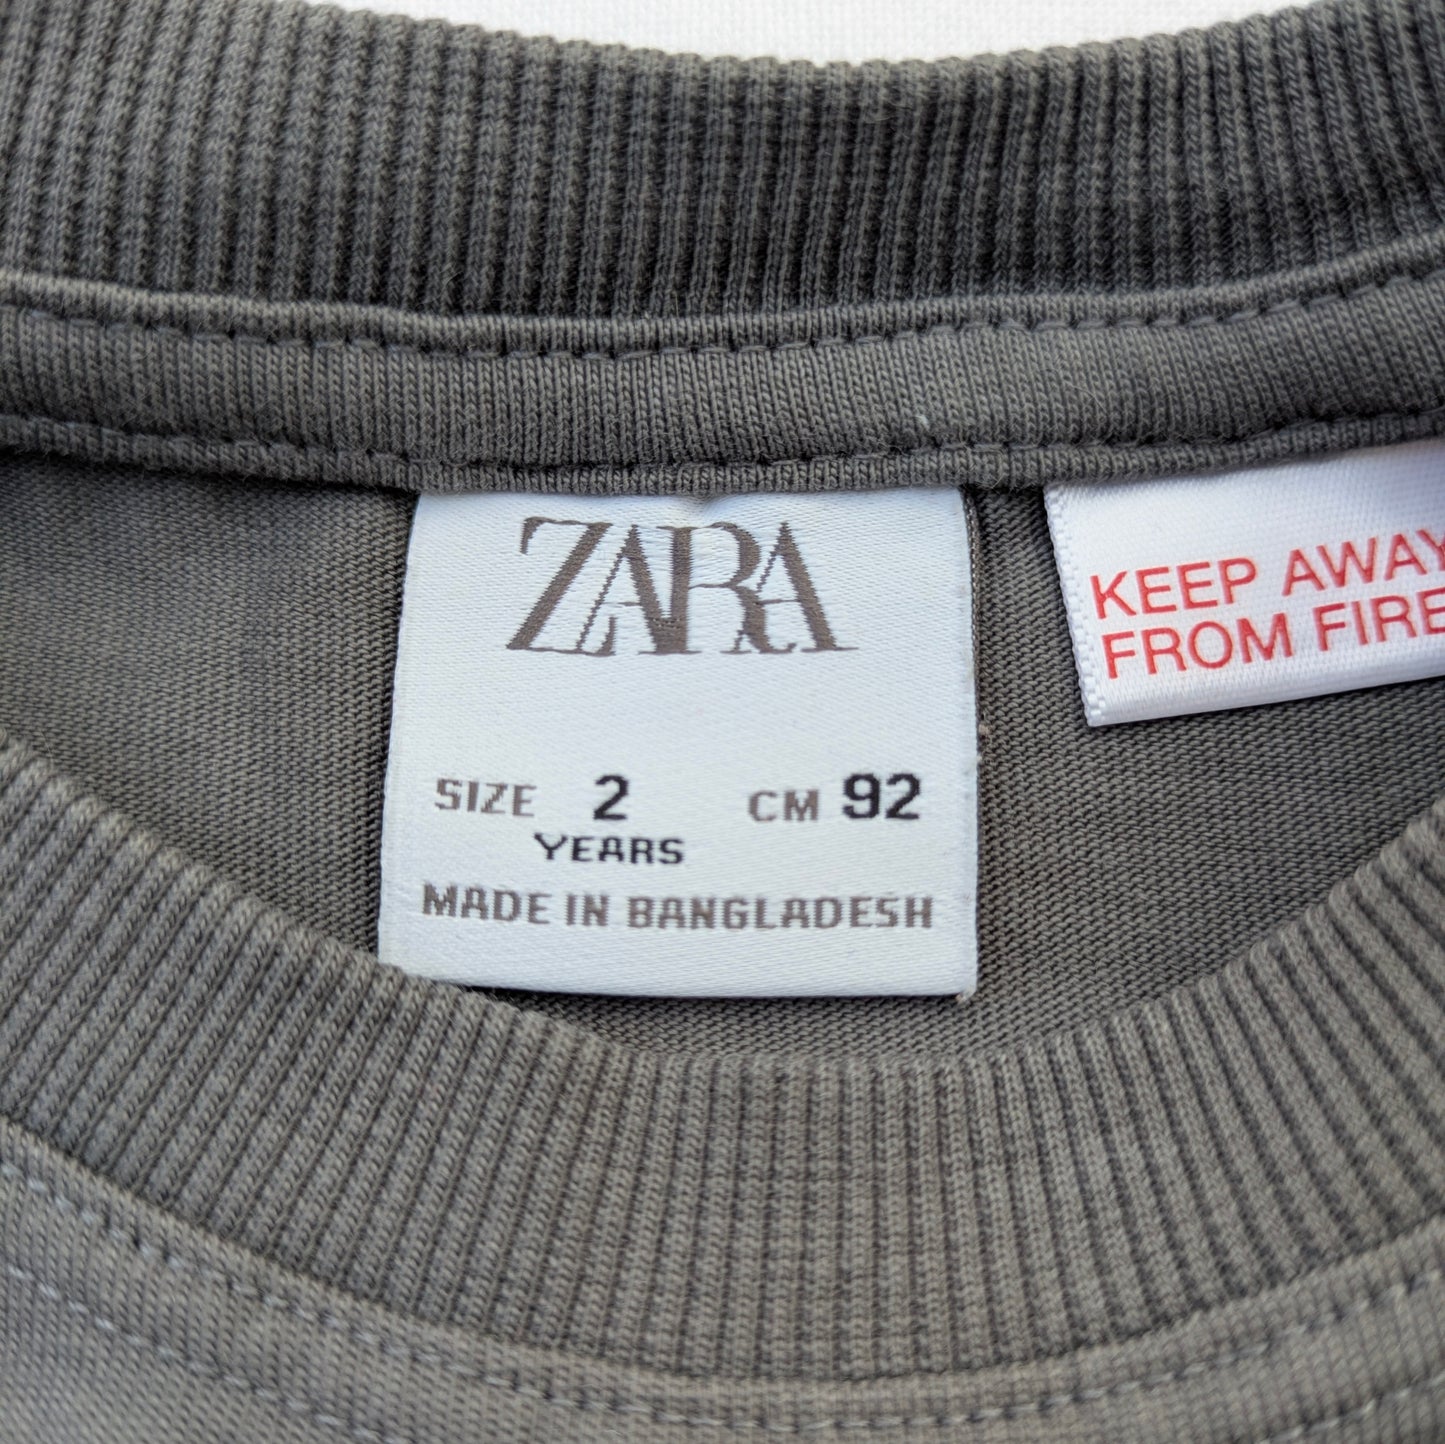 ZARA
SIZE 2 CM 92
YEARS
MADE IN BANGLADESH
KEEP AWAY
FROM FIRE